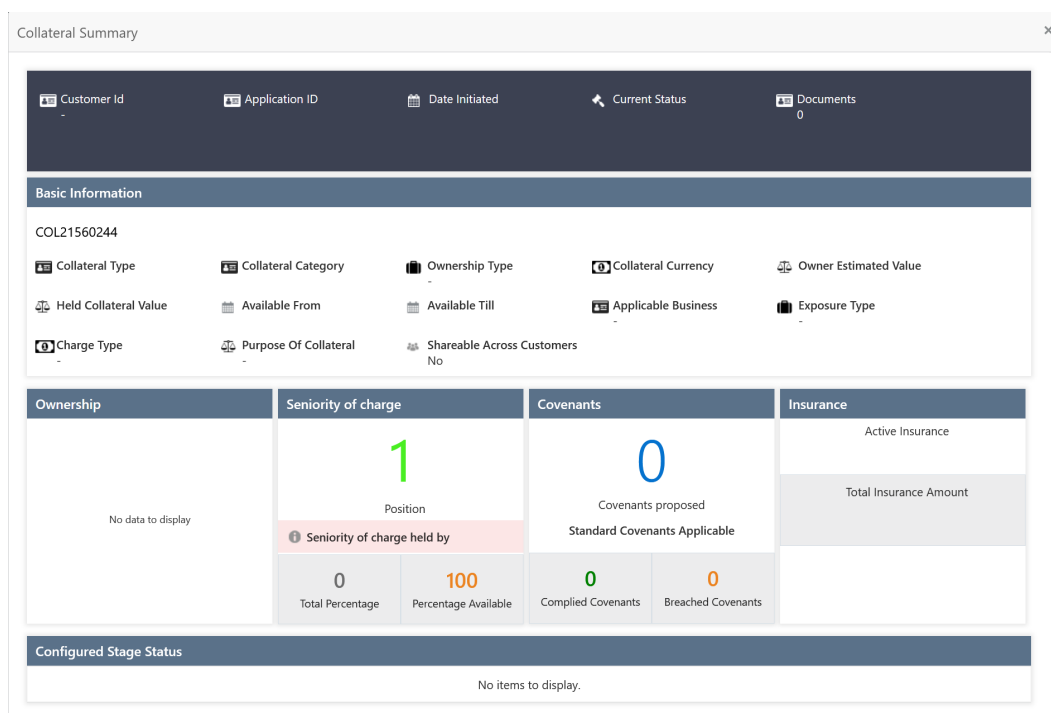 Collateral Summary
×
Customer Id Application ID Date Initiated Current Status Documents
- 0
Basic Information
COL21560244
Collateral Type Collateral Category Ownership Type Collateral Currency Owner Estimated Value
-
Held Collateral Value Available From Available Till Applicable Business Exposure Type
- -
Charge Type Purpose Of Collateral Shareable Across Customers
- - No
Ownership
No data to display
Seniority of charge
1
Position
Seniority of charge held by
0 100
Total Percentage Percentage Available
Covenants
0
Covenants proposed
Standard Covenants Applicable
0 0
Complied Covenants Breached Covenants
Insurance
Active Insurance
Total Insurance Amount
Configured Stage Status
No items to display.